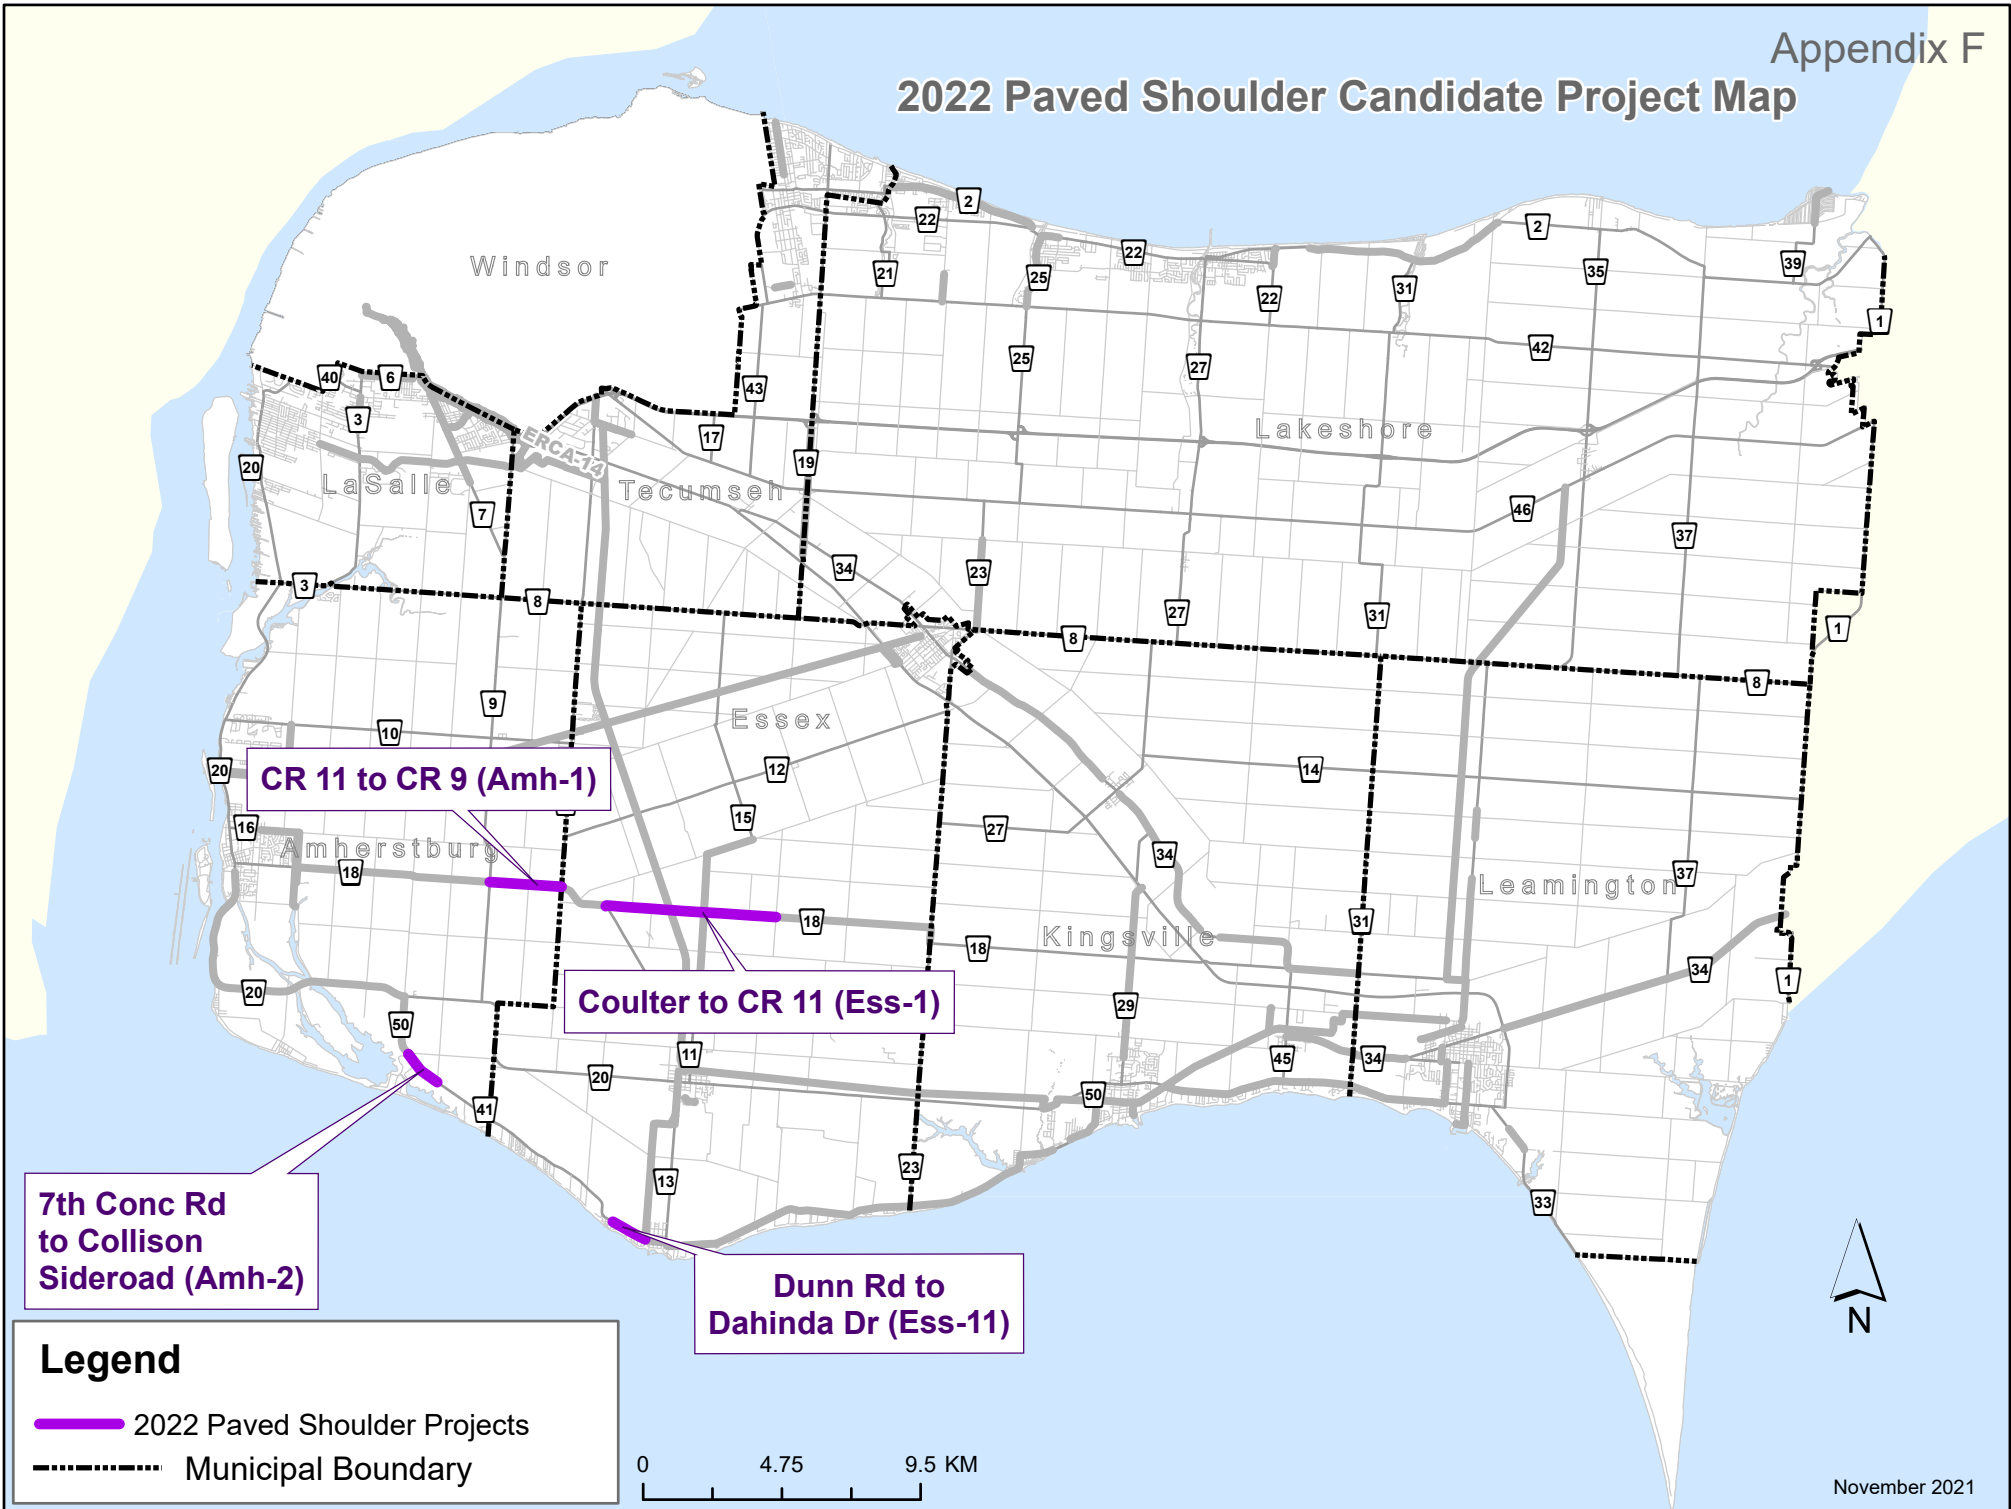 Appendix F
2022 Paved Shoulder Candidate Project Map
Windsor
LaSalle
ERCA-14
Tecumseh
Lakeshore
Essex
Amherstburg
Kingsville
Leamington
2
22
2
21
25
22
22
31
35
39
1
40
6
3
43
25
27
42
17
19
20
7
34
23
46
37
3
8
27
31
8
1
9
10
8
20
12
14
16
15
27
34
18
37
18
18
31
34
1
20
29
50
11
20
45
34
50
41
13
23
33
CR 11 to CR 9 (Amh-1)
Coulter to CR 11 (Ess-1)
7th Conc Rd
to Collison
Sideroad (Amh-2)
Dunn Rd to
Dahinda Dr (Ess-11)
N
Legend
2022 Paved Shoulder Projects
Municipal Boundary
0 4.75 9.5 KM
November 2021